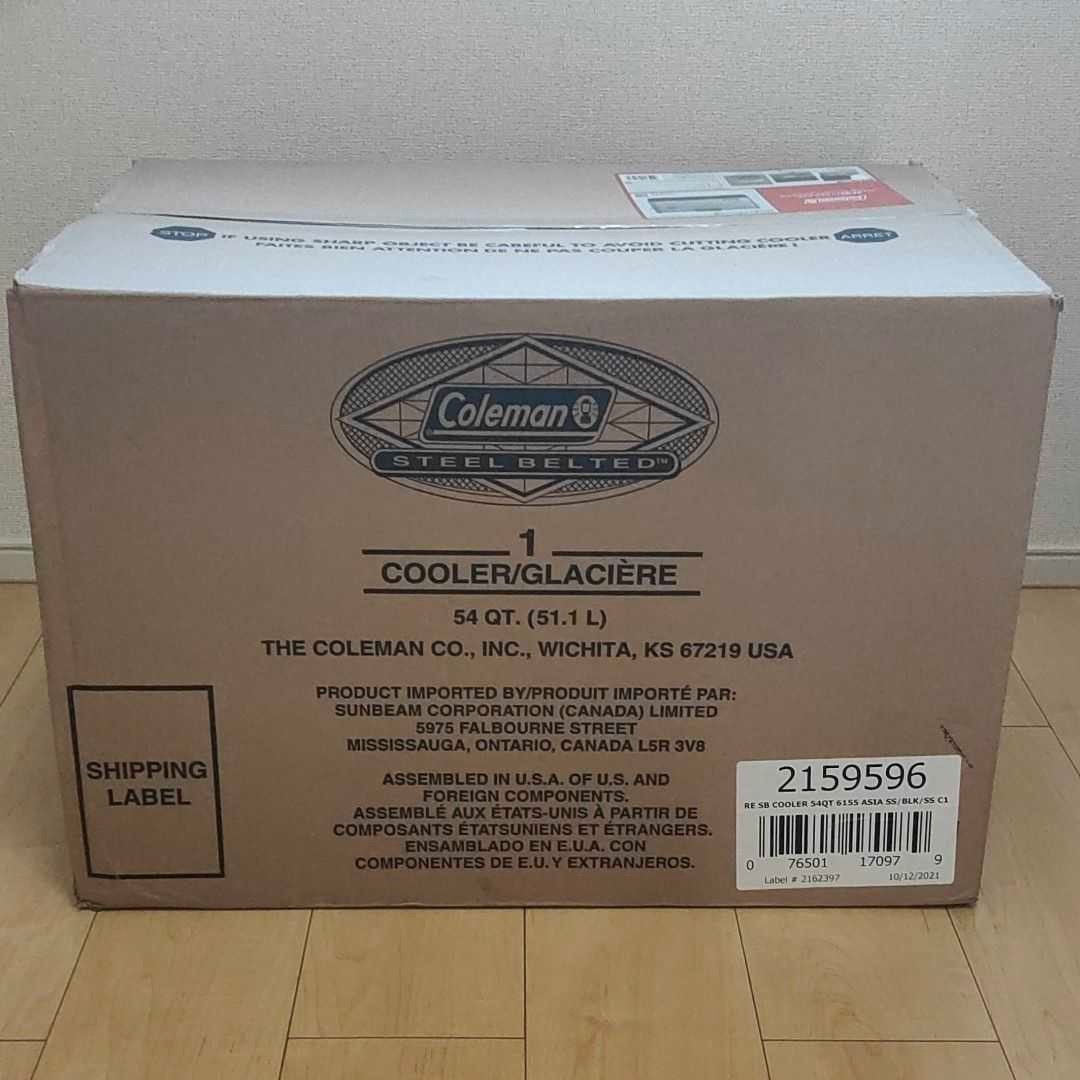 STOP IF USING SHARP OBJECT BE CAREFUL TO AVOID CUTTING COOLER ARRET
FAITES BIEN ATTENTION DE NE PAS COUPER LA GLACIÈRE !
Coleman
STEEL BELTED™
1
COOLER/GLACIÈRE
54 QT. (51.1 L)
THE COLEMAN CO., INC., WICHITA, KS 67219 USA
PRODUCT IMPORTED BY/PRODUIT IMPORTÉ PAR:
SUNBEAM CORPORATION (CANADA) LIMITED
5975 FALBOURNE STREET
MISSISSAUGA, ONTARIO, CANADA L5R 3V8
ASSEMBLED IN U.S.A. OF U.S. AND
FOREIGN COMPONENTS.
ASSEMBLÉ AUX ÉTATS-UNIS À PARTIR DE
COMPOSANTS ÉTATSUNIENS ET ÉTRANGERS.
ENSAMBLADO EN E.U.A. CON
COMPONENTES DE E.U. Y EXTRANJEROS.
SHIPPING
LABEL
2159596
RE SB COOLER 54QT 6155 ASIA SS/BLK/SS C1
0 76501 17097 9
Label # 2162397 10/12/2021